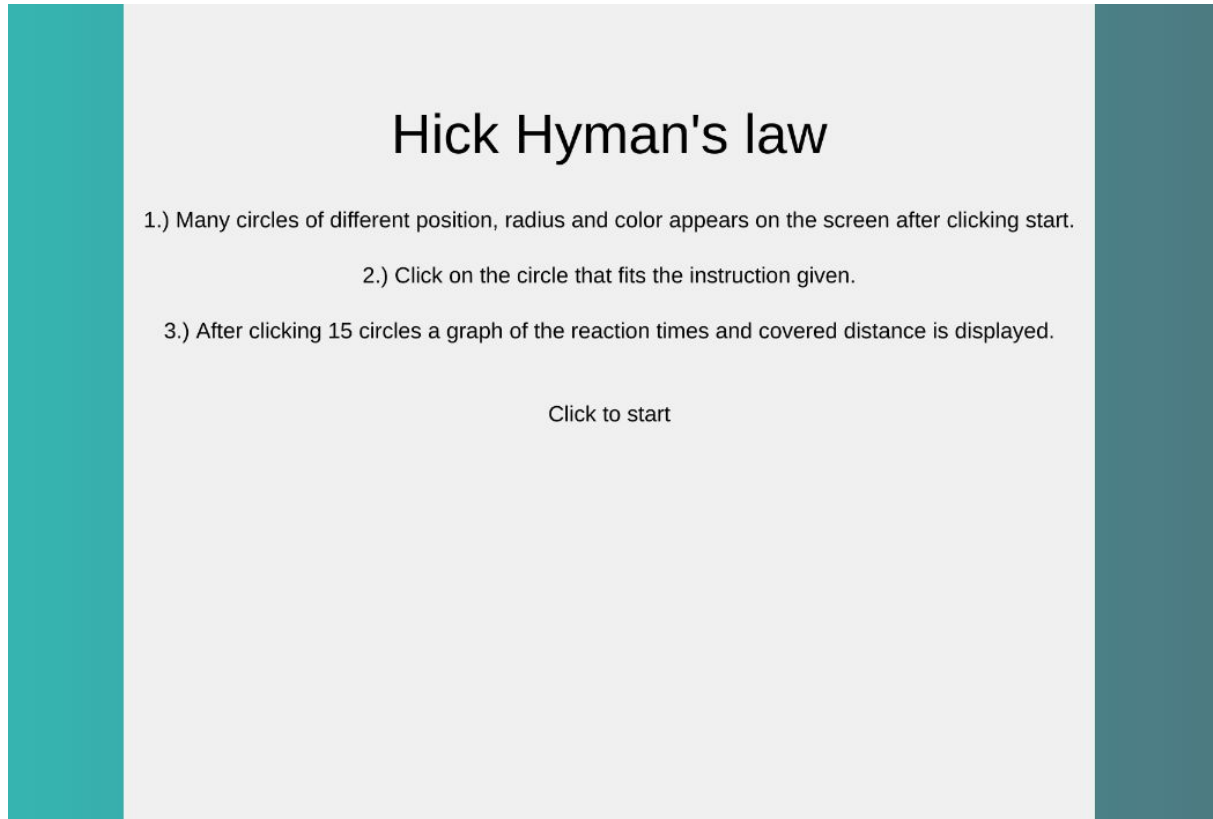 Hick Hyman's law
1.) Many circles of different position, radius and color appears on the screen after clicking start.
2.) Click on the circle that fits the instruction given.
3.) After clicking 15 circles a graph of the reaction times and covered distance is displayed.
Click to start